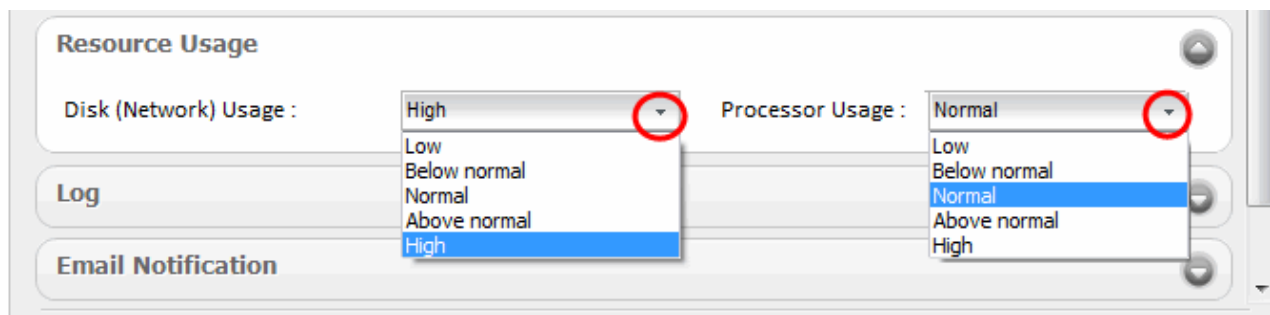 Resource Usage
Disk (Network) Usage : High Processor Usage : Normal
Low Low
Below normal Below normal
Normal Normal
Above normal Above normal
High High
Log
Email Notification